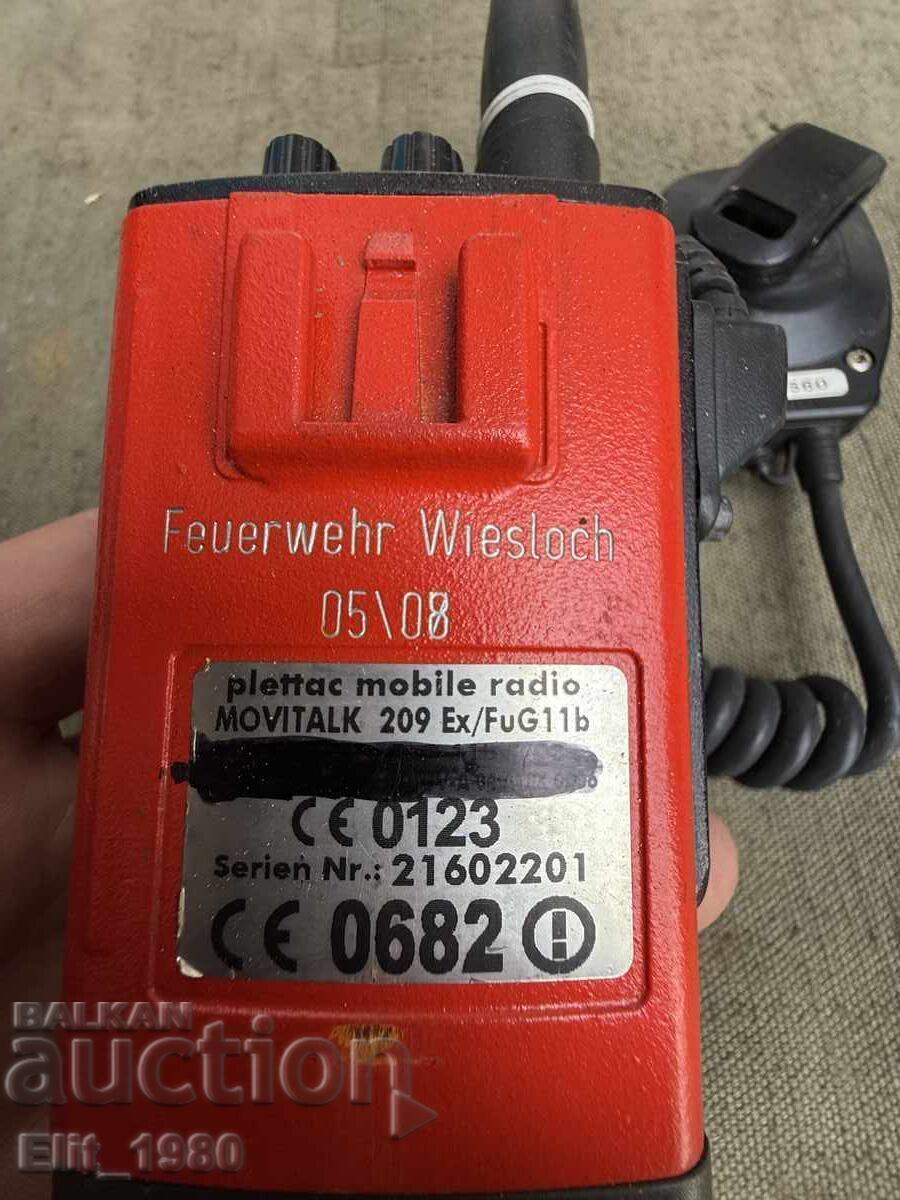 380
Feuerwehr Wiesloch
05\08
plettac mobile radio
MOVITALK 209 Ex/FuG11b
CE 0123
Serien Nr.: 21602201
CE 0682
BALKAN
auction
Elit_1980